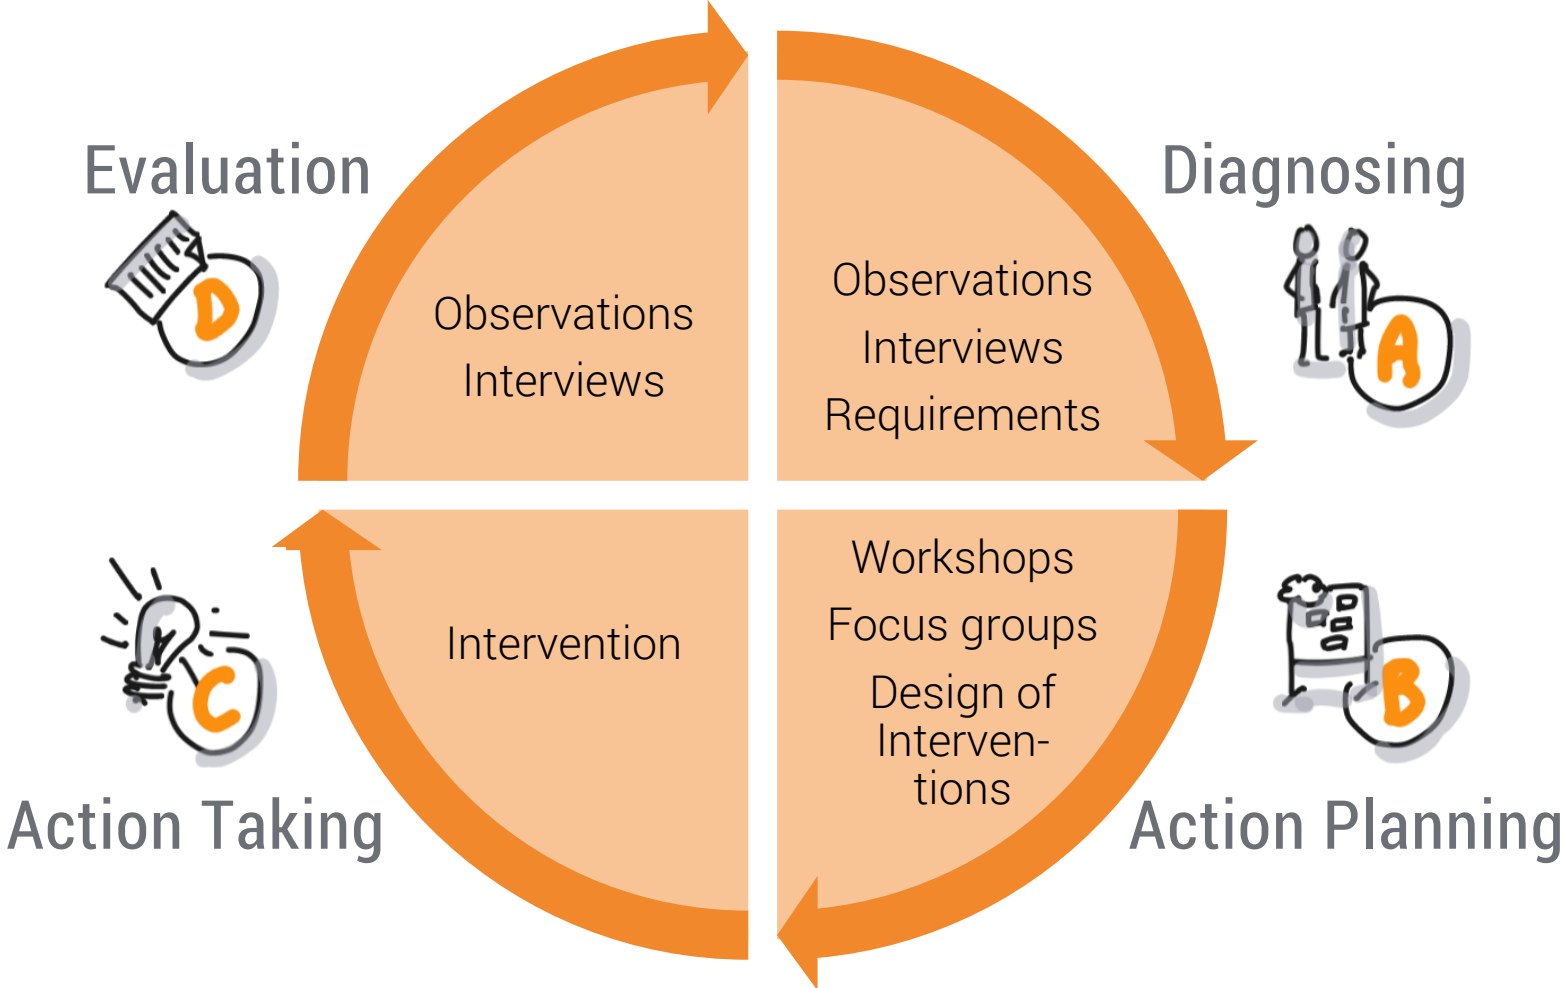 Evaluation
D
Observations
Interviews
Diagnosing
A
Observations
Interviews
Requirements
Action Taking
C
Intervention
Action Planning
B
Workshops
Focus groups
Design of
Interven-
tions